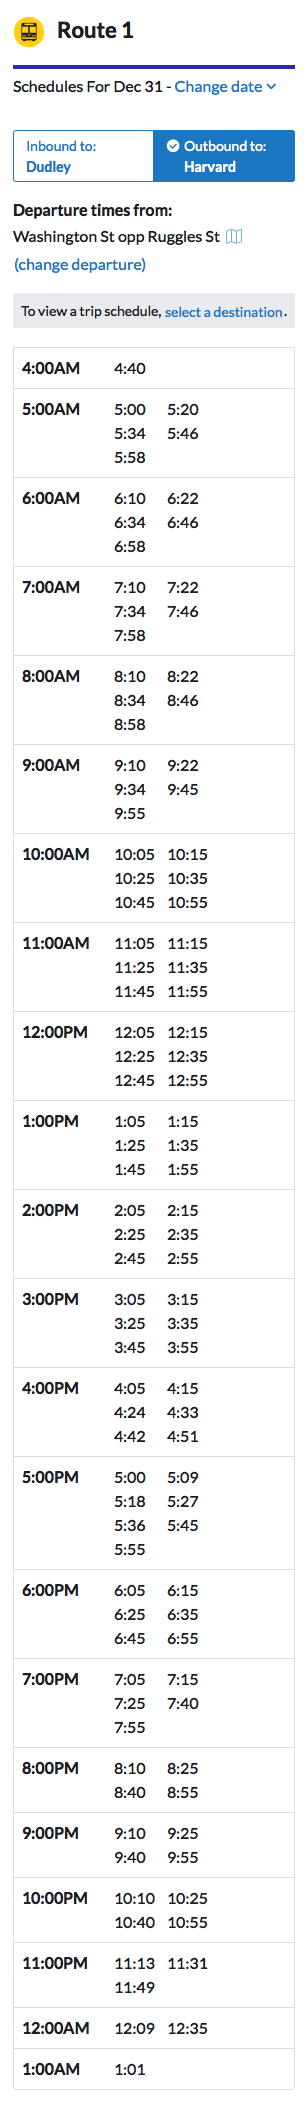 Route 1
Schedules For Dec 31 - Change date
Inbound to: Outbound to:
Dudley Harvard
Departure times from:
Washington St opp Ruggles St
(change departure)
To view a trip schedule, select a destination.
4:00AM 4:40
5:00AM 5:00 5:20
5:34 5:46
5:58
6:00AM 6:10 6:22
6:34 6:46
6:58
7:00AM 7:10 7:22
7:34 7:46
7:58
8:00AM 8:10 8:22
8:34 8:46
8:58
9:00AM 9:10 9:22
9:34 9:45
9:55
10:00AM 10:05 10:15
10:25 10:35
10:45 10:55
11:00AM 11:05 11:15
11:25 11:35
11:45 11:55
12:00PM 12:05 12:15
12:25 12:35
12:45 12:55
1:00PM 1:05 1:15
1:25 1:35
1:45 1:55
2:00PM 2:05 2:15
2:25 2:35
2:45 2:55
3:00PM 3:05 3:15
3:25 3:35
3:45 3:55
4:00PM 4:05 4:15
4:24 4:33
4:42 4:51
5:00PM 5:00 5:09
5:18 5:27
5:36 5:45
5:55
6:00PM 6:05 6:15
6:25 6:35
6:45 6:55
7:00PM 7:05 7:15
7:25 7:40
7:55
8:00PM 8:10 8:25
8:40 8:55
9:00PM 9:10 9:25
9:40 9:55
10:00PM 10:10 10:25
10:40 10:55
11:00PM 11:13 11:31
11:49
12:00AM 12:09 12:35
1:00AM 1:01